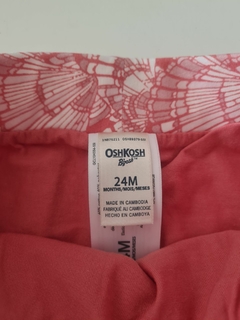 OSHKOSH
B'gosh
24M
MONTHS/MOIS/MESES
MADE IN CAMBODIA
FABRIQUÉ AU CAMBODGE
HECHO EN CAMBOYA
M